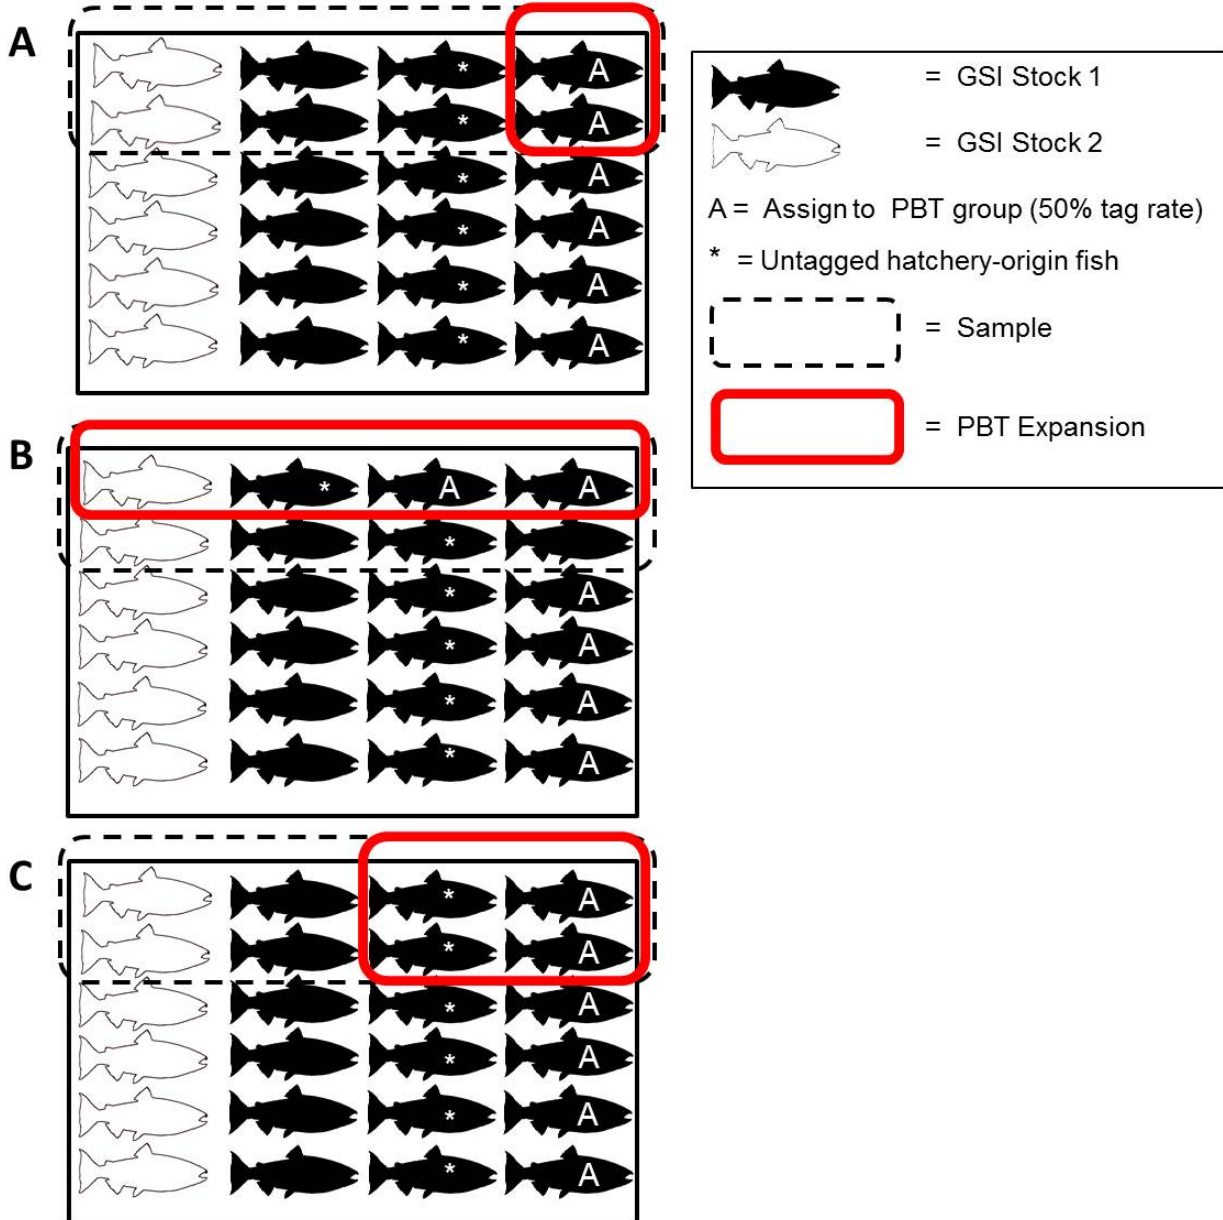 A
*
A
*
A
*
A
*
A
*
A
*
A
= GSI Stock 1
= GSI Stock 2
A = Assign to PBT group (50% tag rate)
* = Untagged hatchery-origin fish
= Sample
= PBT Expansion
B
* A A
*
* A
* A
* A
* A
C
* A
* A
* A
* A
* A
* A